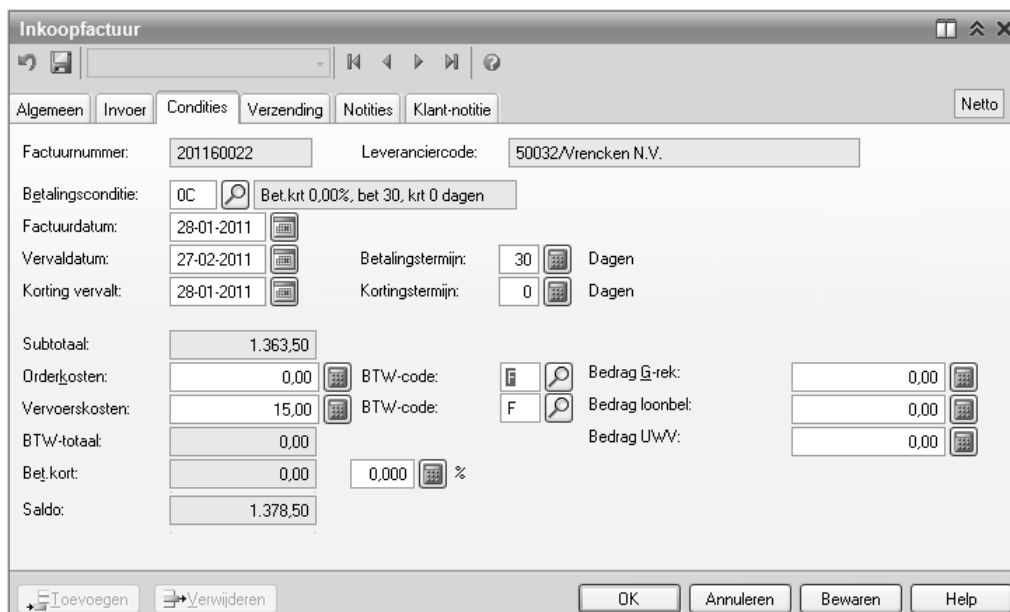 Inkoopfactuur
Algemeen Invoer Condities Verzending Notities Klant-notitie Netto
Factuurnummer: 201160022 Leveranciercode: 50032/Vrencken N.V.
Betalingsconditie: 0C Bet.krt 0,00%, bet 30, krt 0 dagen
Factuurdatum: 28-01-2011
Vervaldatum: 27-02-2011 Betalingstermijn: 30 Dagen
Korting vervalt: 28-01-2011 Kortingstermijn: 0 Dagen
Subtotaal: 1.363,50
Orderkosten: 0,00 BTW-code: F Bedrag G-rek: 0,00
Vervoerskosten: 15,00 BTW-code: F Bedrag loonbel: 0,00
BTW-totaal: 0,00 Bedrag UWV: 0,00
Bet.kort: 0,00 0,000 %
Saldo: 1.378,50
Toevoegen Verwijderen OK Annuleren Bewaren Help